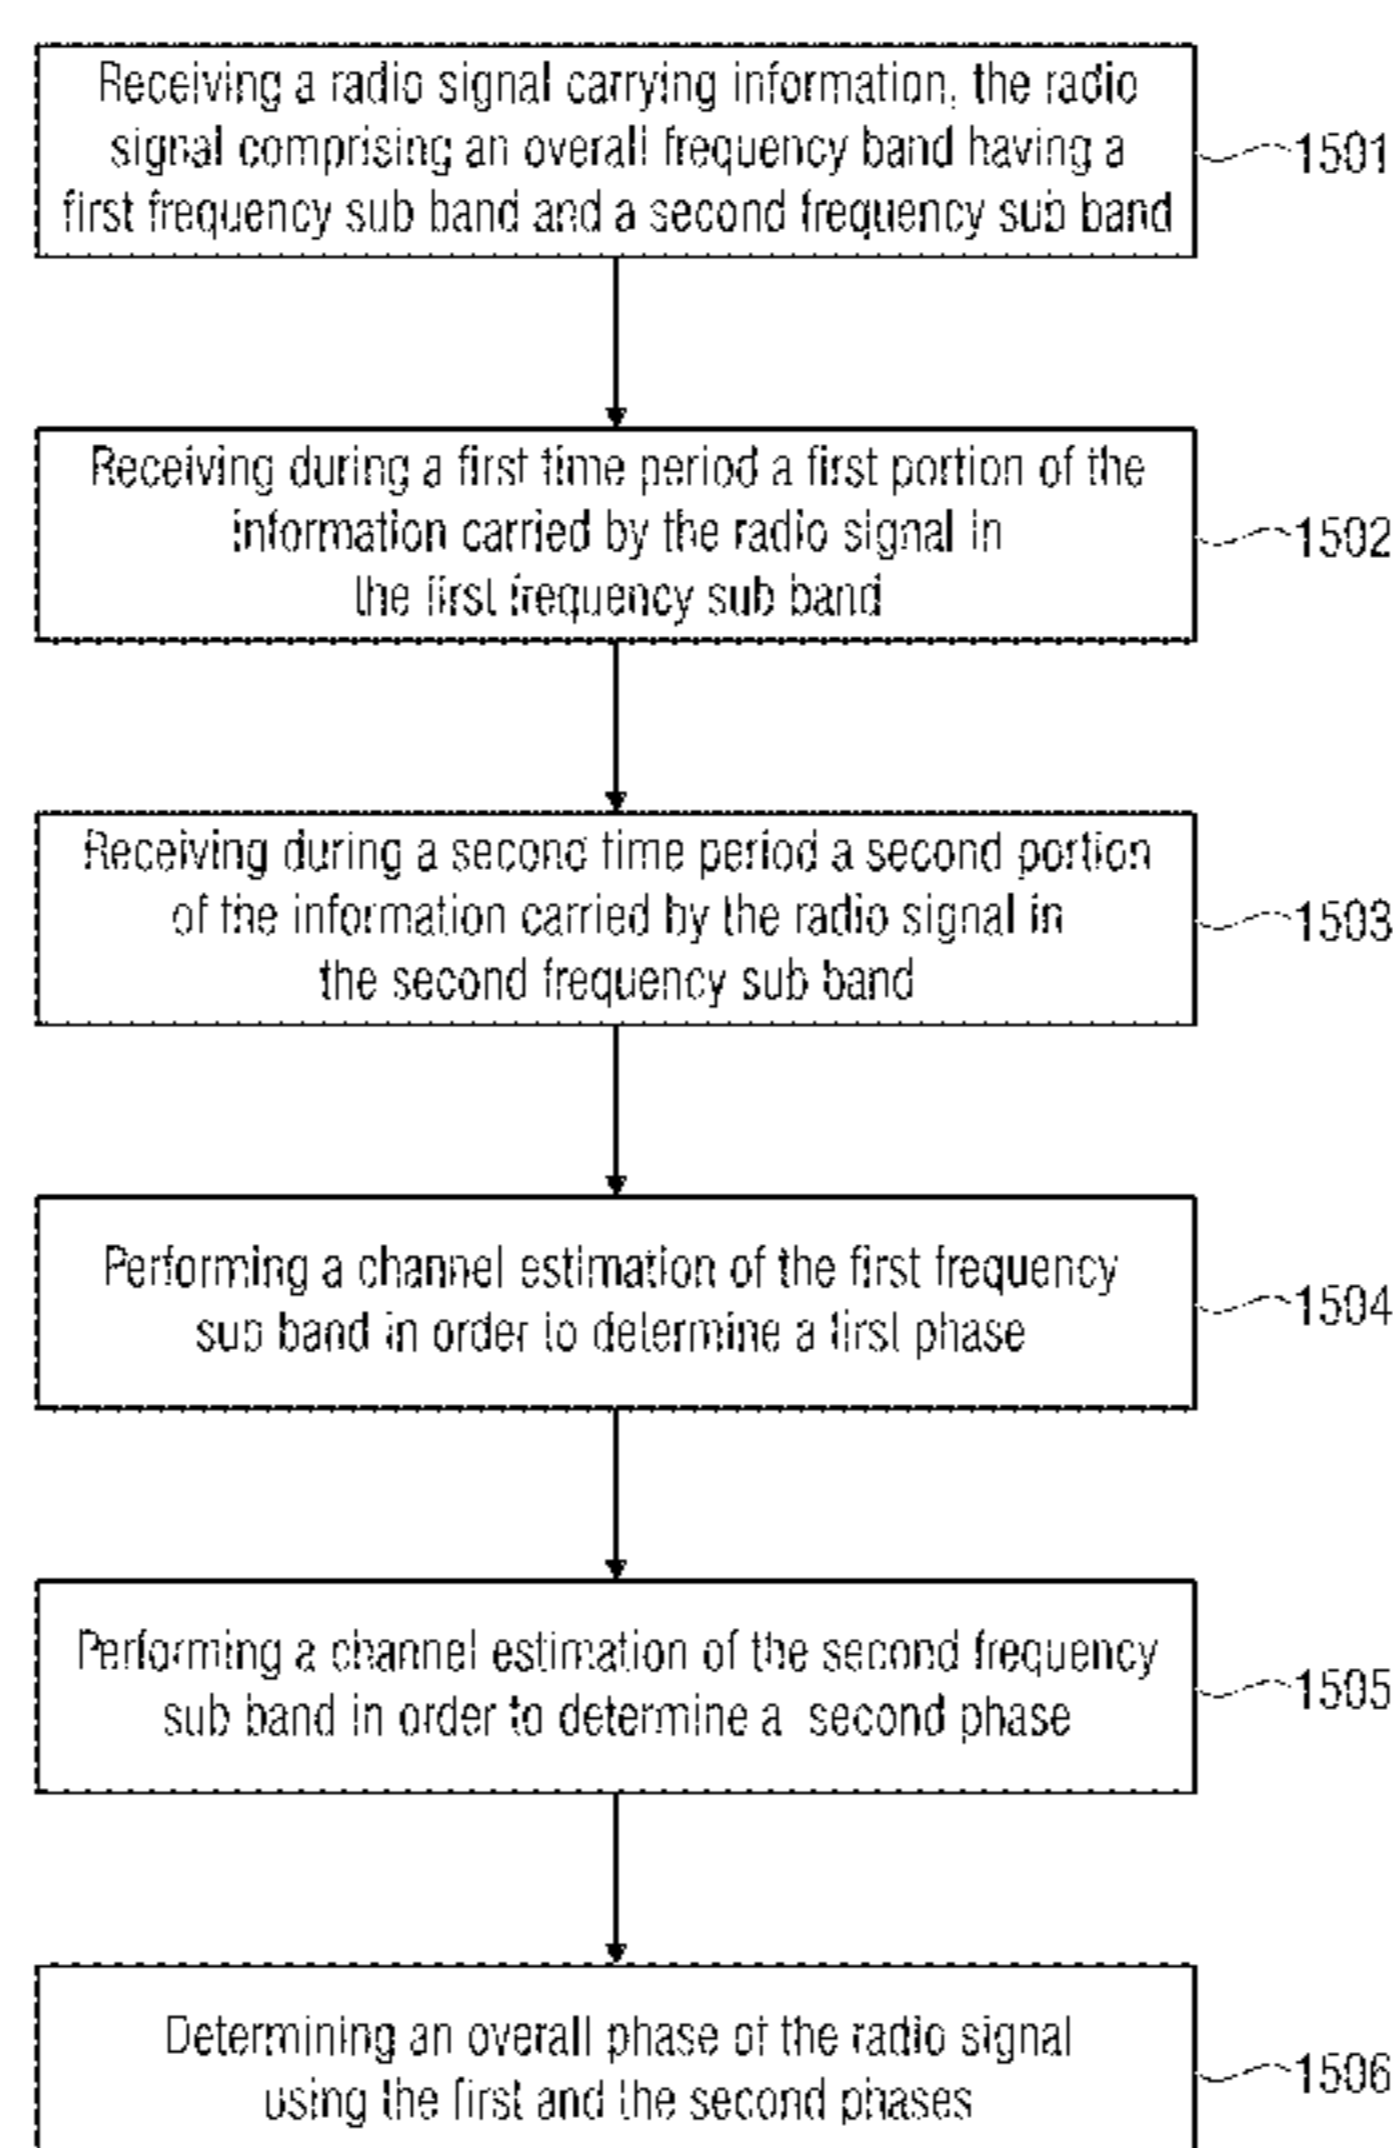 Receiving a radio signal carrying information, the radio
signal comprising an overall frequency band having a
first frequency sub band and a second frequency sub band
1501
Receiving during a first time period a first portion of the
information carried by the radio signal in
the first frequency sub band
1502
Receiving during a second time period a second portion
of the information carried by the radio signal in
the second frequency sub band
1503
Performing a channel estimation of the first frequency
sub band in order to determine a first phase
1504
Performing a channel estimation of the second frequency
sub band in order to determine a second phase
1505
Determining an overall phase of the radio signal
using the first and the second phases
1506